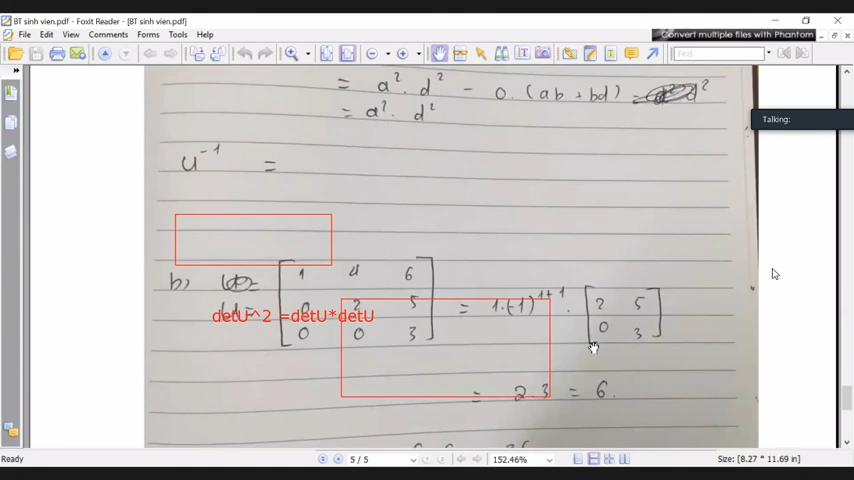 BT sinh vien.pdf - Foxit Reader - [BT sinh vien.pdf]
File Edit View Comments Forms Tools Help
Convert multiple files with Phantom
Find
= a². d² - 0. (ab + bd) = d²
= a². d²
Talking:
U⁻¹ =
b)
1 4 6
0 2 5 = 1.(-1)¹⁺¹. 2 5
detU^2 =detU*detU
0 0 3 0 3
= 2.3 = 6.
Ready 5 / 5 152.46% Size: [8.27 * 11.69 in]